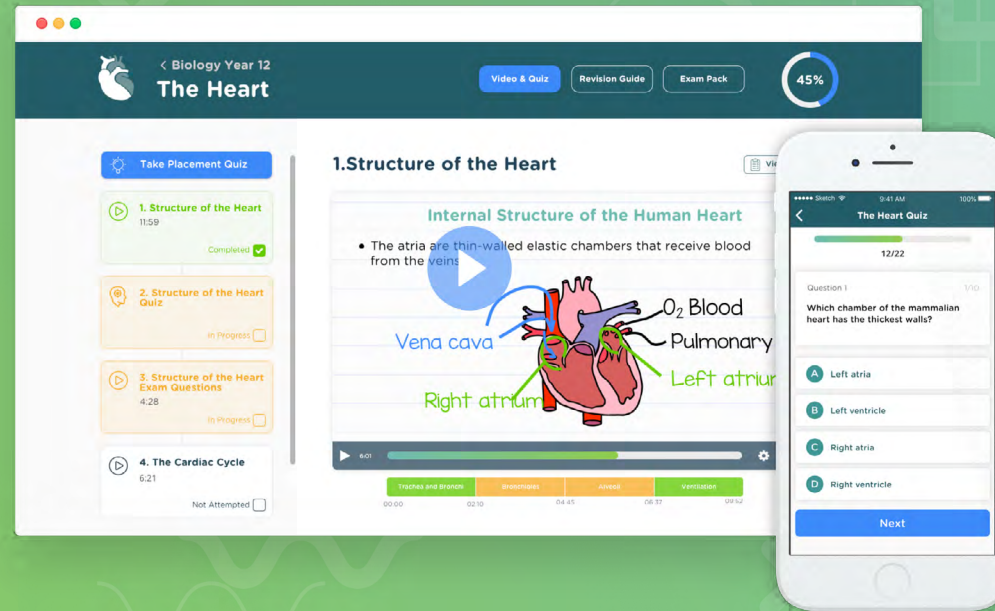 < Biology Year 12
The Heart
Video & Quiz
Revision Guide
Exam Pack
45%
Take Placement Quiz
1. Structure of the Heart
11:59
Completed
2. Structure of the Heart
Quiz
In Progress
3. Structure of the Heart
Exam Questions
4:28
In Progress
4. The Cardiac Cycle
6:21
Not Attempted
1.Structure of the Heart
Internal Structure of the Human Heart
• The atria are thin-walled elastic chambers that receive blood
from the veins
O₂ Blood
Vena cava
Pulmonary
Left atriu
Right atrium
6:01
Trachea and Bronchi
Bronchioles
Alveoli
Ventilation
00:00
02:10
04:45
06:37
09:52
Sketch
9:41 AM
100%
The Heart Quiz
12/22
Question 1
1/10
Which chamber of the mammalian
heart has the thickest walls?
A Left atria
B Left ventricle
C Right atria
D Right ventricle
Next